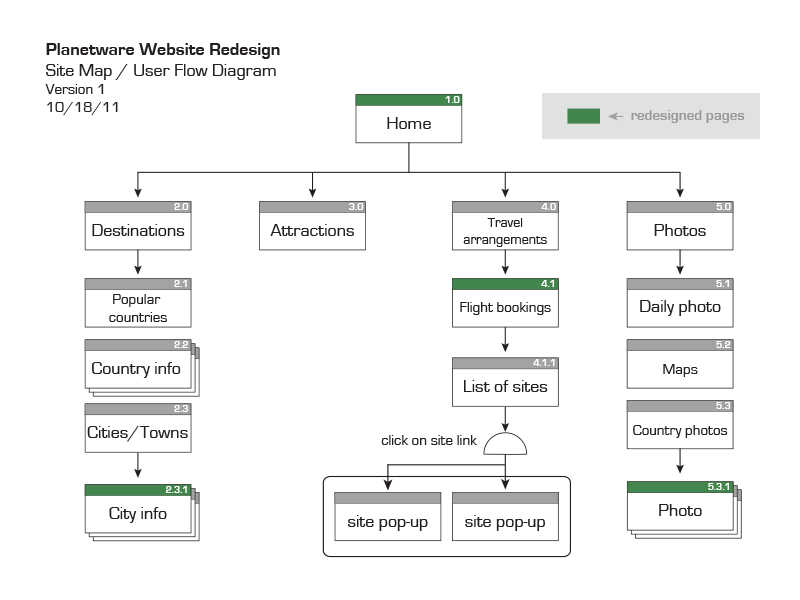 Planetware Website Redesign
Site Map / User Flow Diagram
Version 1
10/18/11
1.0
Home
redesigned pages
2.0
Destinations
3.0
Attractions
4.0
Travel
arrangements
5.0
Photos
2.1
Popular
countries
4.1
Flight bookings
5.1
Daily photo
2.2
Country info
4.1.1
List of sites
5.2
Maps
2.3
Cities/Towns
click on site link
5.3
Country photos
2.3.1
City info
site pop-up
site pop-up
5.3.1
Photo